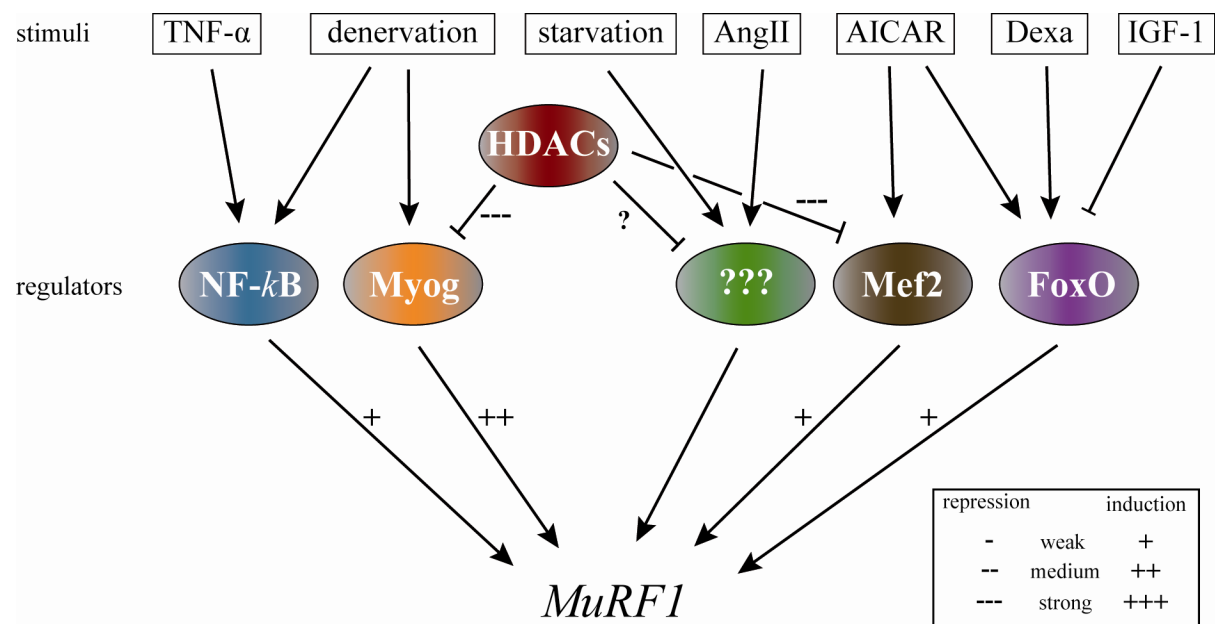 stimuli TNF-α denervation starvation AngII AICAR Dexa IGF-1
HDACs
--- ? ---
regulators NF-kB Myog ??? Mef2 FoxO
+ ++ + +
repression induction
- weak +
-- medium ++
--- strong +++
MuRF1